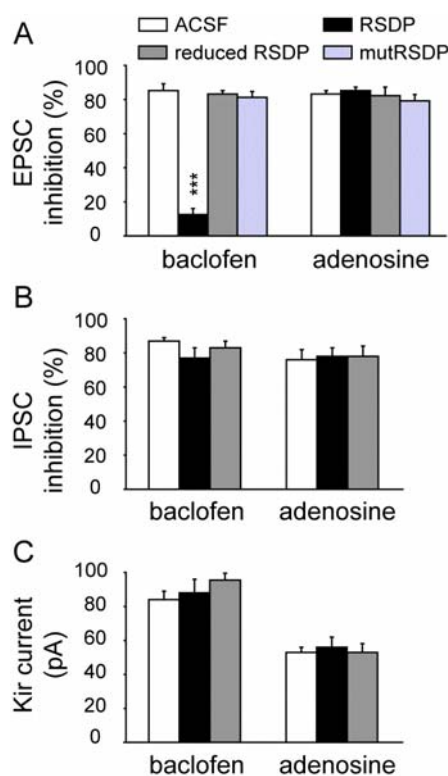 ACSF RSDP
reduced RSDP mutRSDP
A
EPSC
inhibition (%)
100
80
60
40
20
0
***
baclofen adenosine
B
IPSC
inhibition (%)
100
80
60
40
20
0
baclofen adenosine
C
Kir current
(pA)
100
80
60
40
20
0
baclofen adenosine